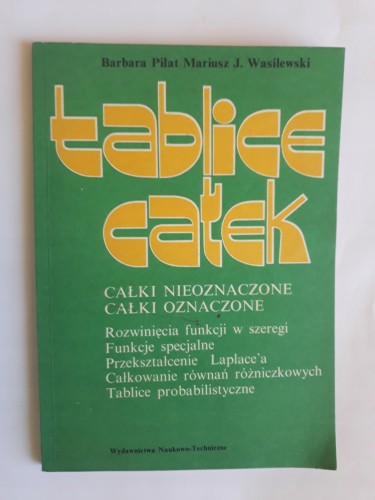 Barbara Pilat Mariusz J. Wasilewski
tablice
całek
CAŁKI NIEOZNACZONE
CAŁKI OZNACZONE
Rozwinięcia funkcji w szeregi
Funkcje specjalne
Przekształcenie Laplace'a
Całkowanie równań różniczkowych
Tablice probabilistyczne
Wydawnictwa Naukowo-Techniczne